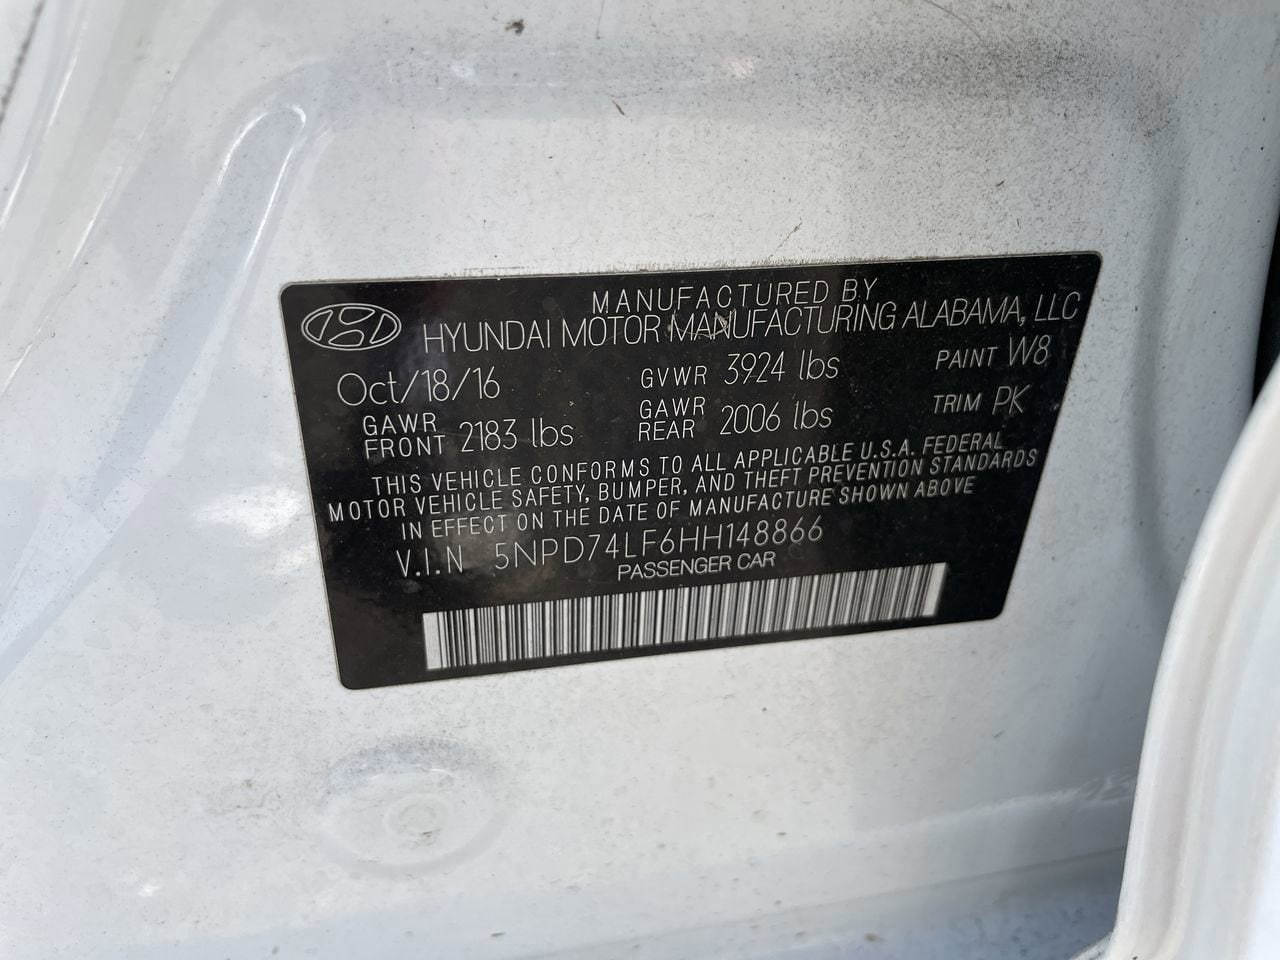 MANUFACTURED BY
HYUNDAI MOTOR MANUFACTURING ALABAMA, LLC
Oct/18/16 GVWR 3924 lbs PAINT W8
GAWR FRONT 2183 lbs GAWR REAR 2006 lbs TRIM PK
THIS VEHICLE CONFORMS TO ALL APPLICABLE U.S.A. FEDERAL
MOTOR VEHICLE SAFETY, BUMPER, AND THEFT PREVENTION STANDARDS
IN EFFECT ON THE DATE OF MANUFACTURE SHOWN ABOVE
V.I.N 5NPD74LF6HH148866
PASSENGER CAR